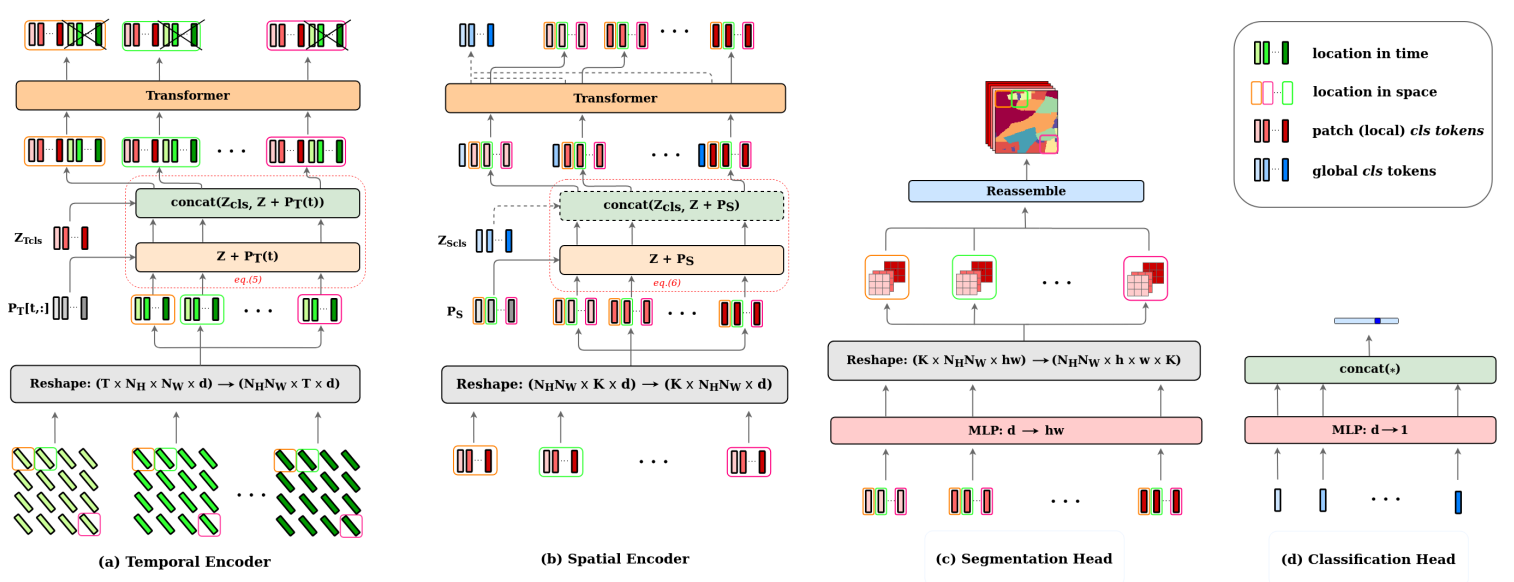 Transformer
. . .
concat(Z_cls, Z + P_T(t))
Z_Tcls
Z + P_T(t)
eq.(5)
P_T[t,:]
. . .
Reshape: (T x N_H x N_W x d) → (N_HN_W x T x d)
. . .
(a) Temporal Encoder
. . .
Transformer
. . .
concat(Z_cls, Z + P_S)
Z_Scls
Z + P_S
eq.(6)
P_S
. . .
Reshape: (N_HN_W x K x d) → (K x N_HN_W x d)
. . .
(b) Spatial Encoder
Reassemble
. . .
Reshape: (K x N_HN_W x hw) → (N_HN_W x h x w x K)
MLP: d → hw
. . .
(c) Segmentation Head
location in time
location in space
patch (local) cls tokens
global cls tokens
concat(*)
MLP: d → 1
. . .
(d) Classification Head